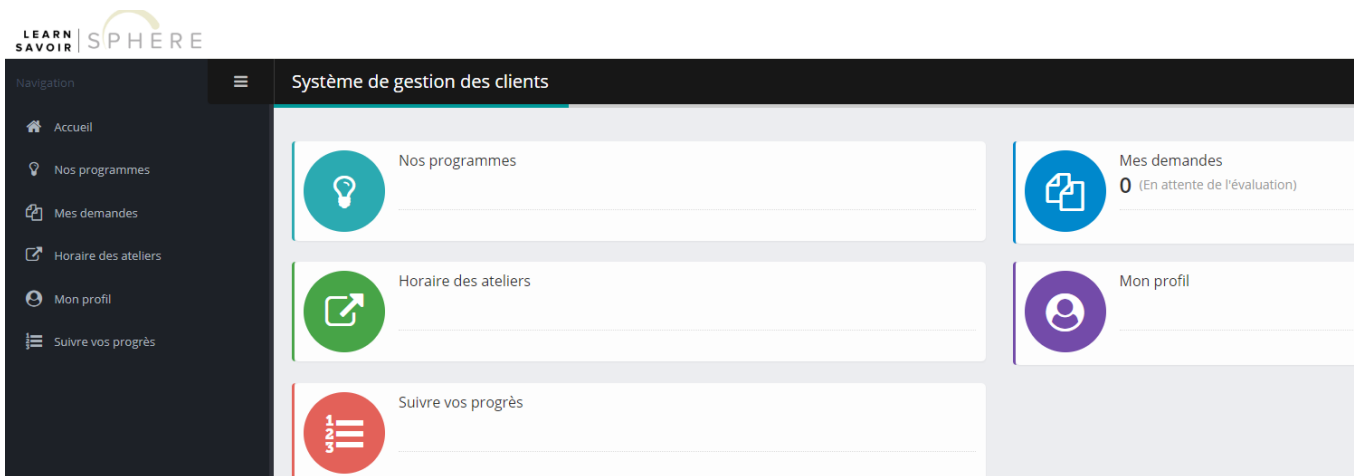 LEARN
SAVOIR
SPHERE
Navigation
Système de gestion des clients
Accueil
Nos programmes
Mes demandes
Horaire des ateliers
Mon profil
Suivre vos progrès
Nos programmes
Mes demandes
0 (En attente de l'évaluation)
Horaire des ateliers
Mon profil
1
2
3
Suivre vos progrès